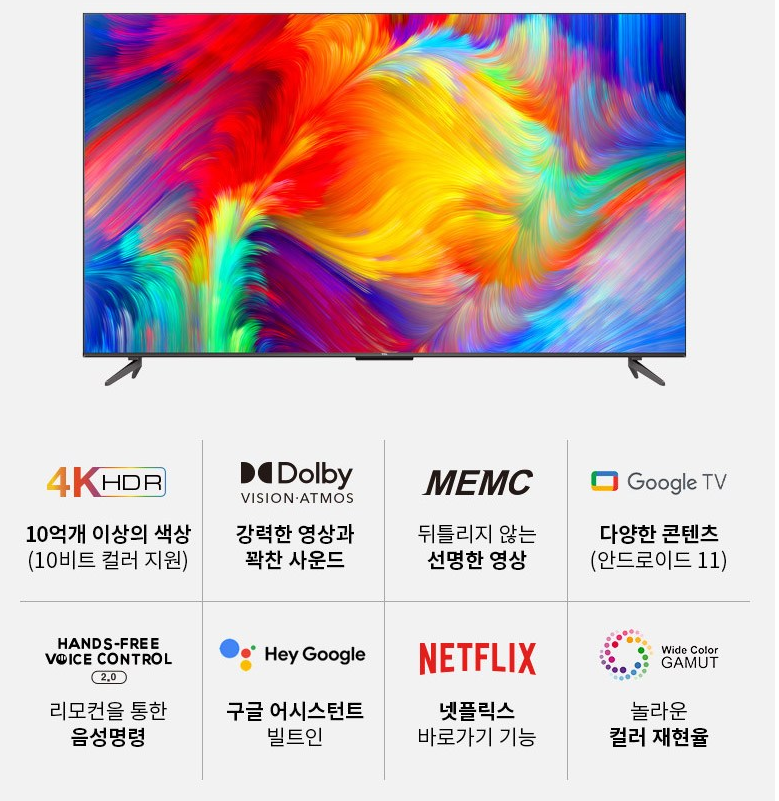 4K HDR
10억개 이상의 색상
(10비트 컬러 지원)
Dolby
VISION·ATMOS
강력한 영상과
꽉찬 사운드
MEMC
뒤틀리지 않는
선명한 영상
Google TV
다양한 콘텐츠
(안드로이드 11)
HANDS-FREE
VOICE CONTROL
2.0
리모컨을 통한
음성명령
Hey Google
구글 어시스턴트
빌트인
NETFLIX
넷플릭스
바로가기 기능
Wide Color
GAMUT
놀라운
컬러 재현율